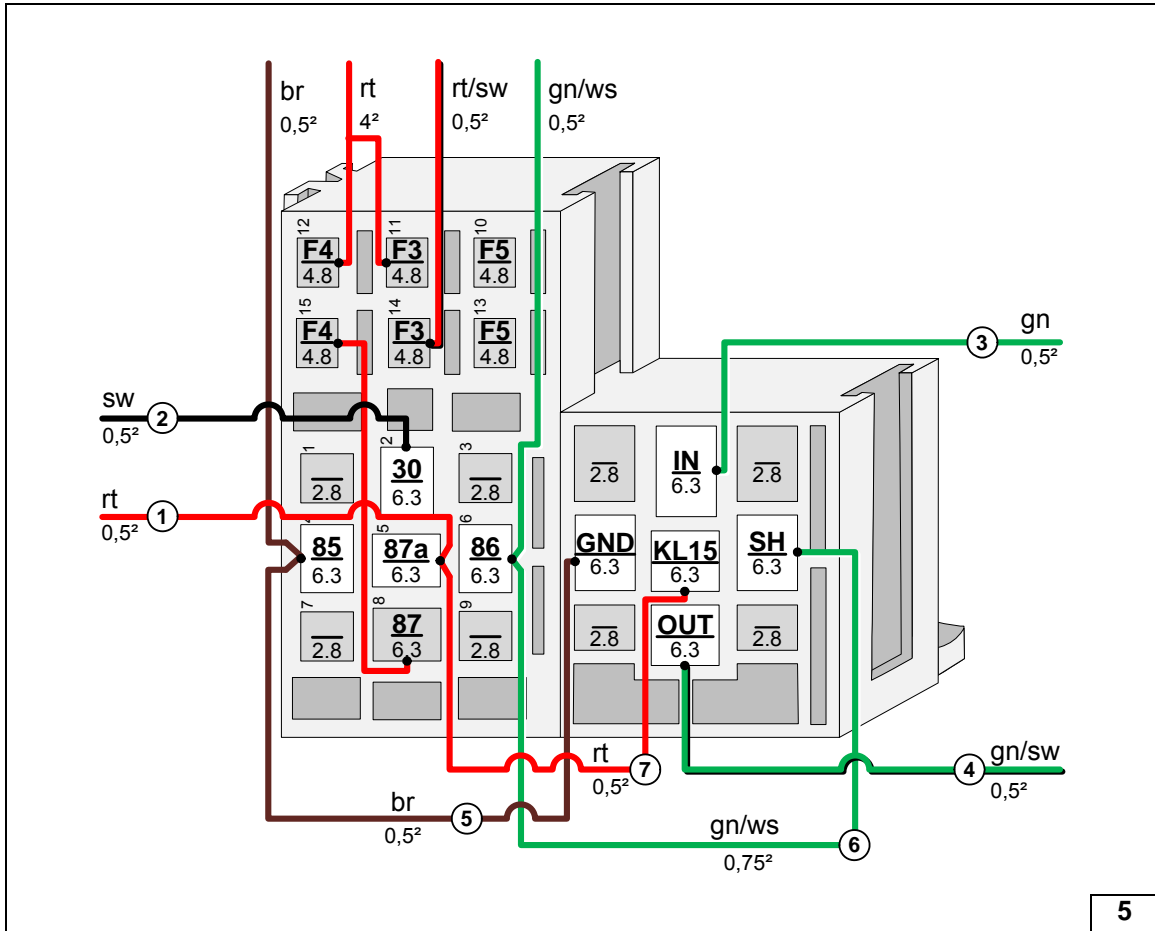 br
0,5²
rt
4²
rt/sw
0,5²
gn/ws
0,5²
12
F4
4.8
11
F3
4.8
10
F5
4.8
15
F4
4.8
14
F3
4.8
13
F5
4.8
3
gn
0,5²
sw
2
0,5²
1
2.8
2
30
6.3
3
2.8
2.8
IN
6.3
2.8
rt
1
0,5²
4
85
6.3
5
87a
6.3
6
86
6.3
GND
6.3
KL15
6.3
SH
6.3
7
2.8
8
87
6.3
9
2.8
2.8
OUT
6.3
2.8
rt
7
0,5²
4
gn/sw
0,5²
br
5
0,5²
gn/ws
6
0,75²
5